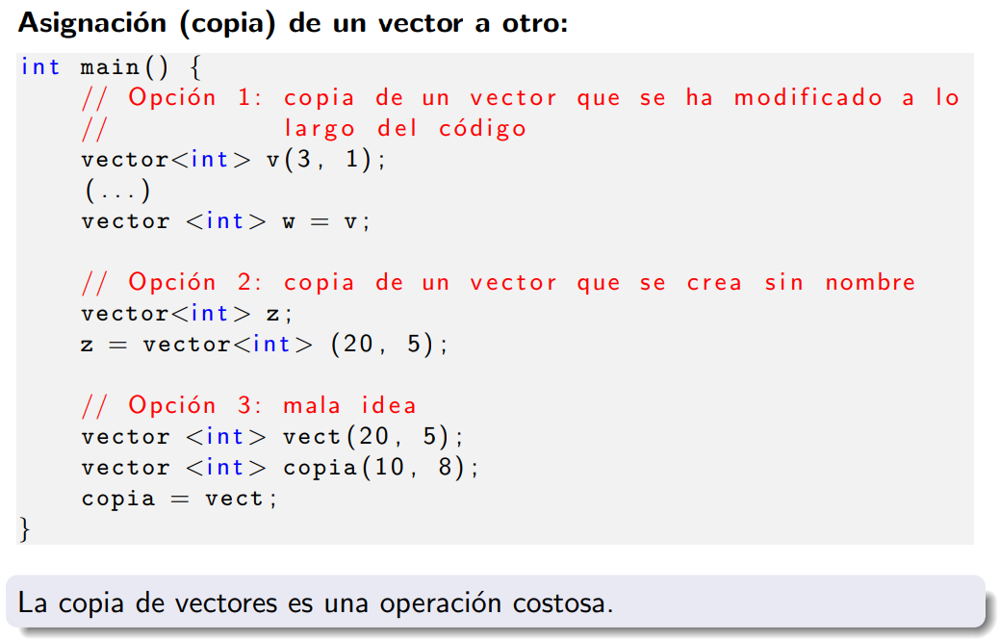 Asignación (copia) de un vector a otro:
int main() {
    // Opción 1: copia de un vector que se ha modificado a lo
    //           largo del código
    vector<int> v(3, 1);
    (...)
    vector <int> w = v;

    // Opción 2: copia de un vector que se crea sin nombre
    vector<int> z;
    z = vector<int> (20, 5);

    // Opción 3: mala idea
    vector <int> vect(20, 5);
    vector <int> copia(10, 8);
    copia = vect;
}
La copia de vectores es una operación costosa.